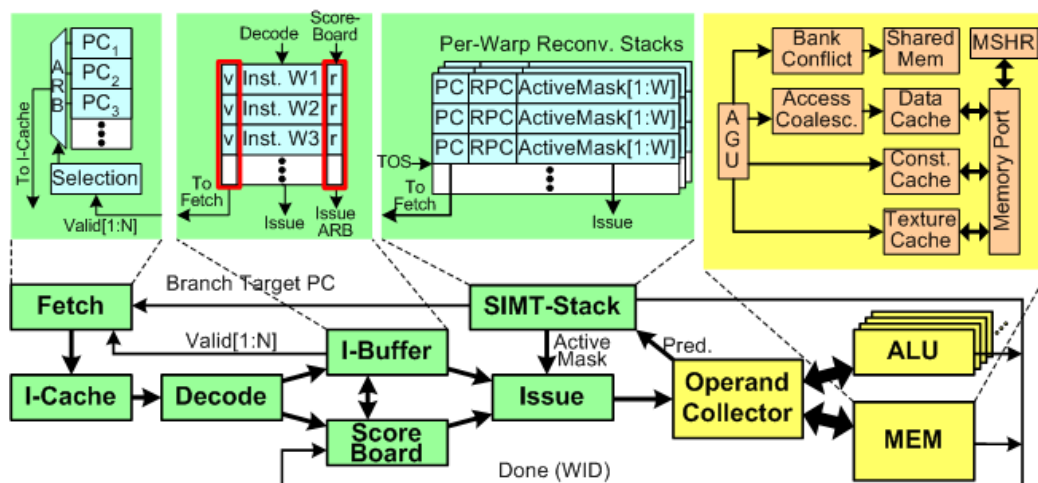 PC1
PC2
PC3
ARB
To I-Cache
Selection
Valid[1:N]
Decode
Score-
Board
v Inst. W1 r
v Inst. W2 r
v Inst. W3 r
v r
To
Fetch
Issue
Issue
ARB
Per-Warp Reconv. Stacks
PC RPC ActiveMask[1:W]
PC RPC ActiveMask[1:W]
PC RPC ActiveMask[1:W]
TOS
To
Fetch
Issue
AGU
Bank
Conflict
Shared
Mem
MSHR
Access
Coalesc.
Data
Cache
Const.
Cache
Texture
Cache
Memory Port
Fetch
Branch Target PC
SIMT-Stack
Valid[1:N]
I-Buffer
Active
Mask
Pred.
ALU
I-Cache
Decode
Issue
Operand
Collector
Score
Board
MEM
Done (WID)